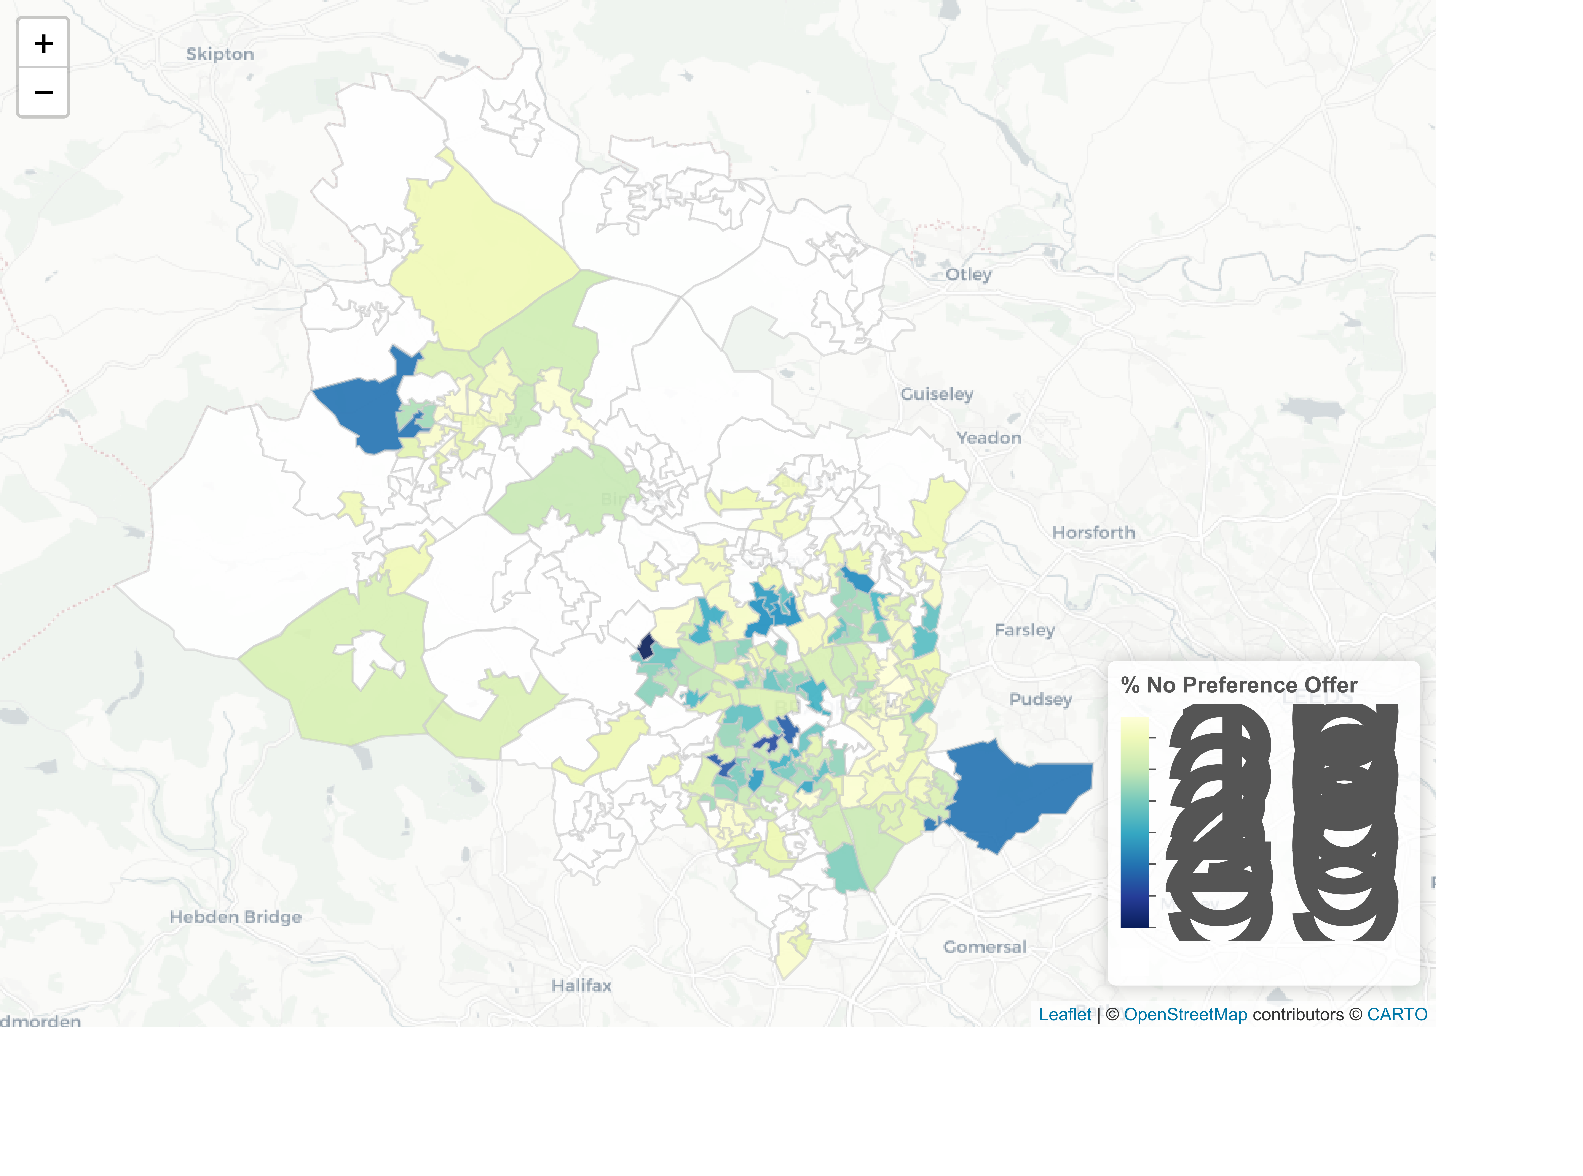 +
Skipton
−
Otley
Guiseley
Yeadon
Horsforth
Farsley
% No Preference Offer
Pudsey
LEEDS
Hebden Bridge
Gomersal
Halifax
dmorden
Leaflet | © OpenStreetMap contributors © CARTO